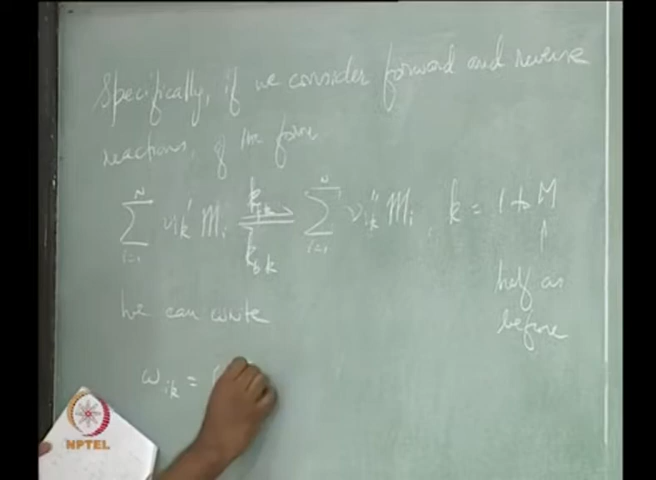 Specifically, if we consider forward and reverse
reactions, of the form
N N
∑ ν'ik Mi ⇌ ∑ ν''ik Mi, k = 1 to M
i=1 kfk kbk i=1
↑
half as
before
we can write
ωik = (
NPTEL